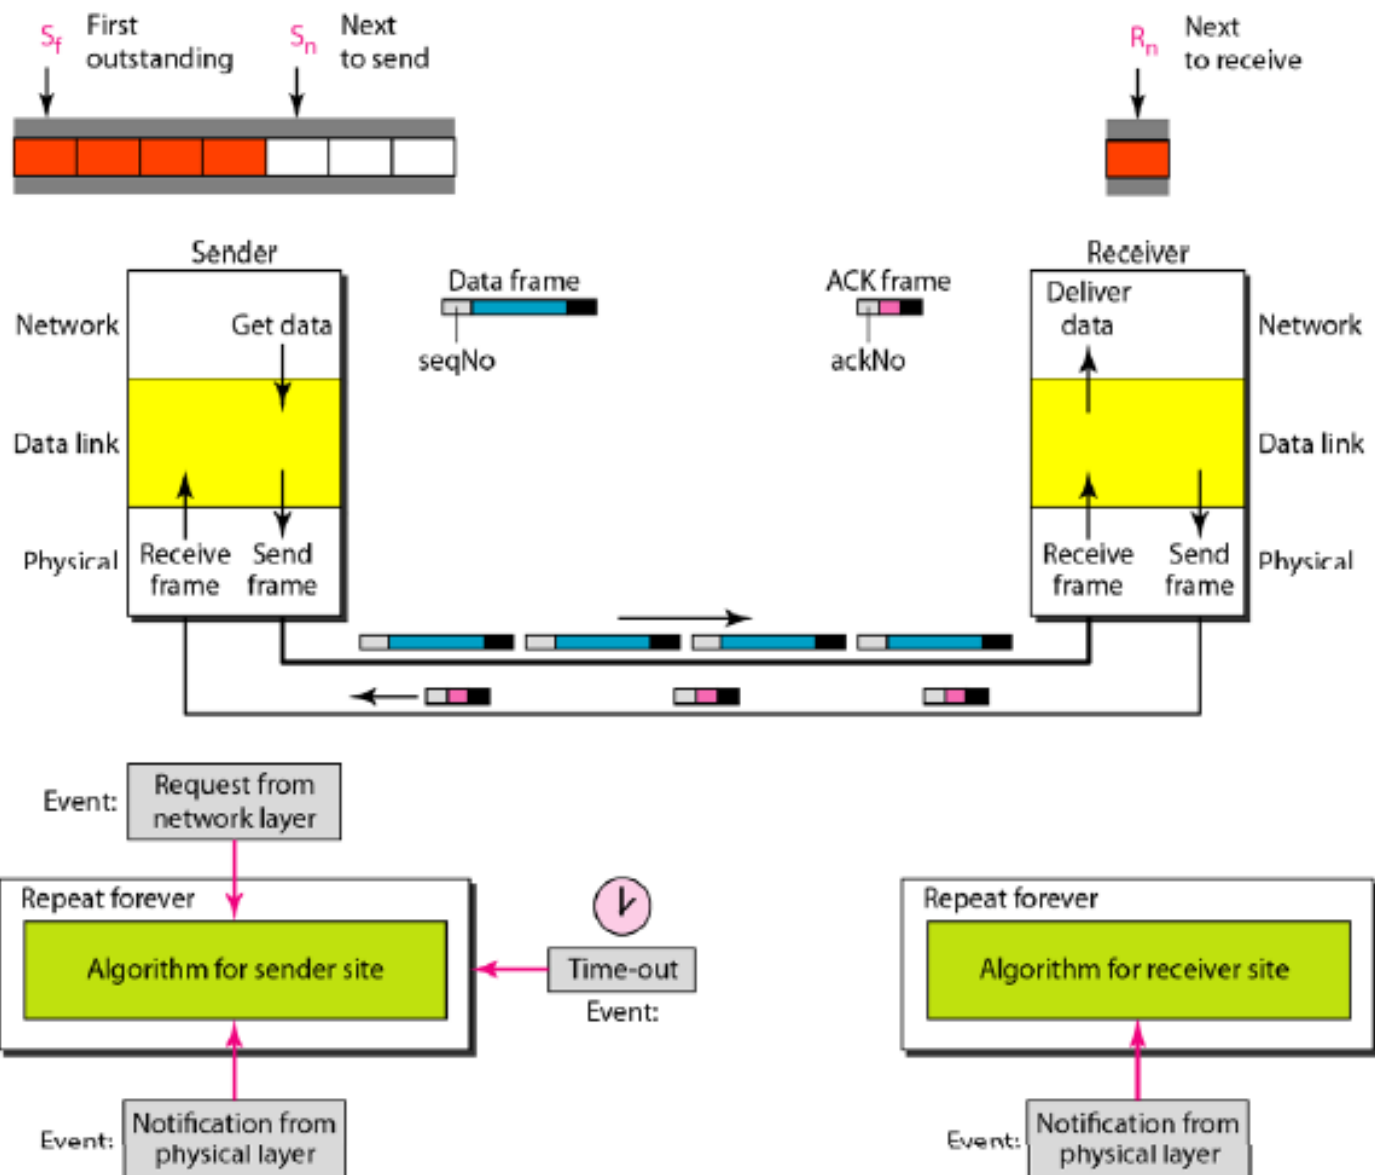 Sf First
outstanding
Sn Next
to send
Rn Next
to receive
Sender
Receiver
Data frame
ACK frame
seqNo
ackNo
Network
Get data
Deliver
data
Network
Data link
Data link
Physical
Receive
frame
Send
frame
Receive
frame
Send
frame
Physical
Event:
Request from
network layer
Repeat forever
Algorithm for sender site
Time-out
Event:
Repeat forever
Algorithm for receiver site
Event:
Notification from
physical layer
Event:
Notification from
physical layer